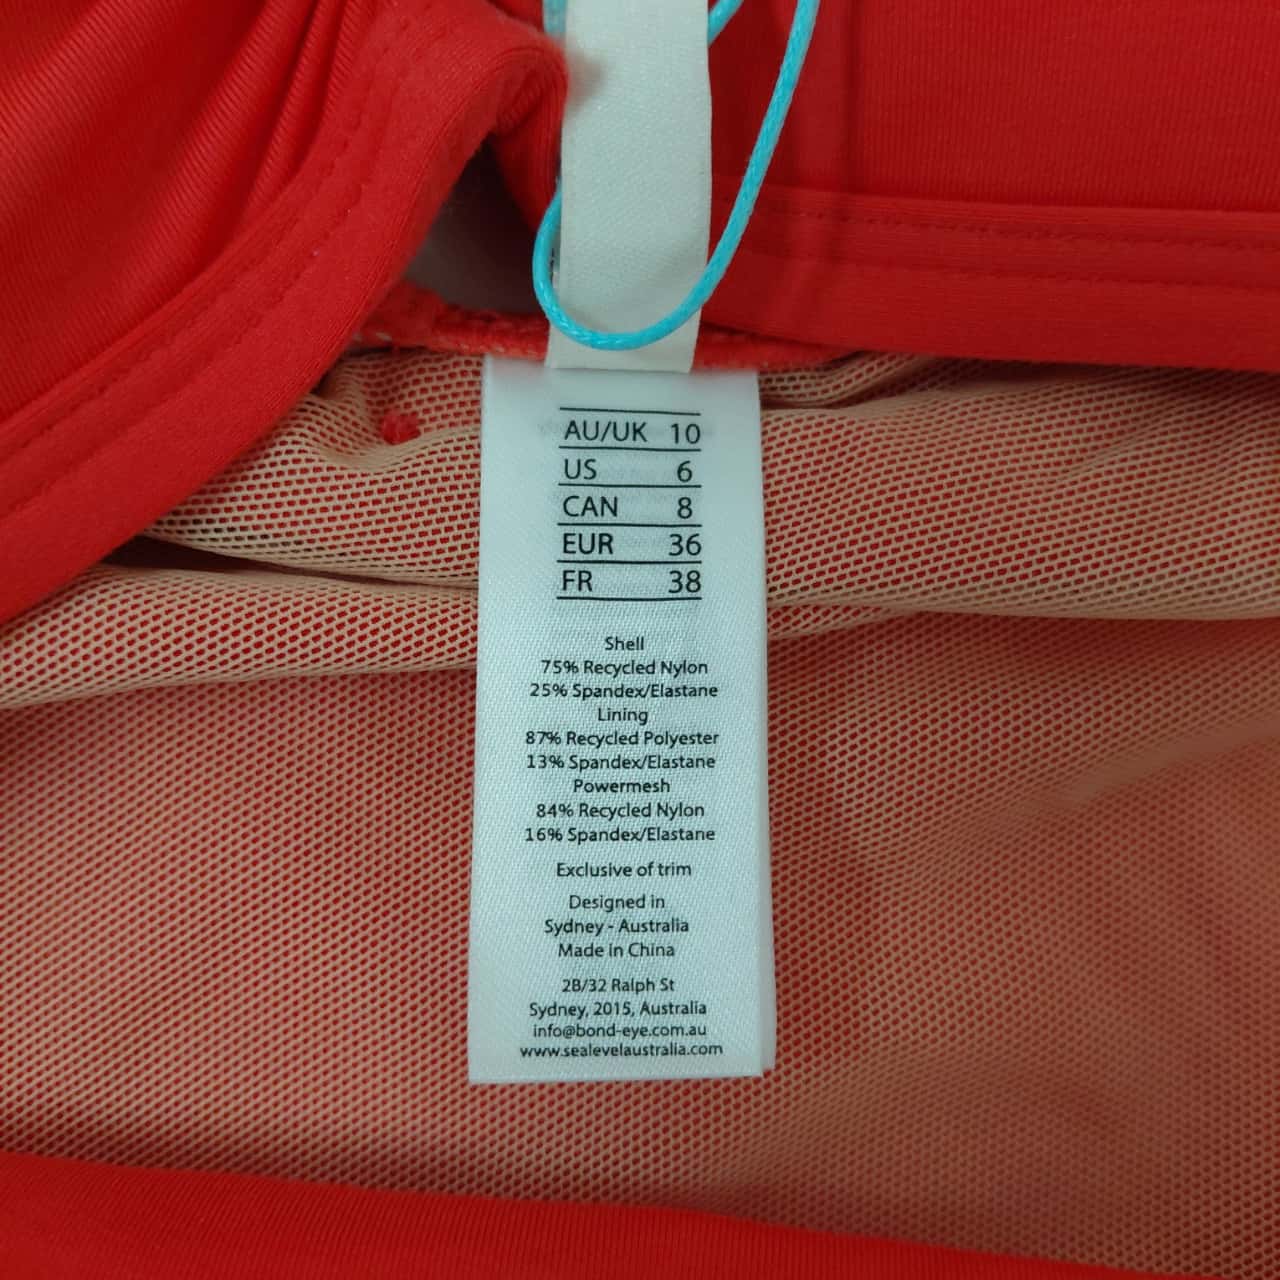 AU/UK 10
US 6
CAN 8
EUR 36
FR 38
Shell
75% Recycled Nylon
25% Spandex/Elastane
Lining
87% Recycled Polyester
13% Spandex/Elastane
Powermesh
84% Recycled Nylon
16% Spandex/Elastane
Exclusive of trim
Designed in
Sydney - Australia
Made in China
2B/32 Ralph St
Sydney, 2015, Australia
info@bond-eye.com.au
www.sealevelaustralia.com